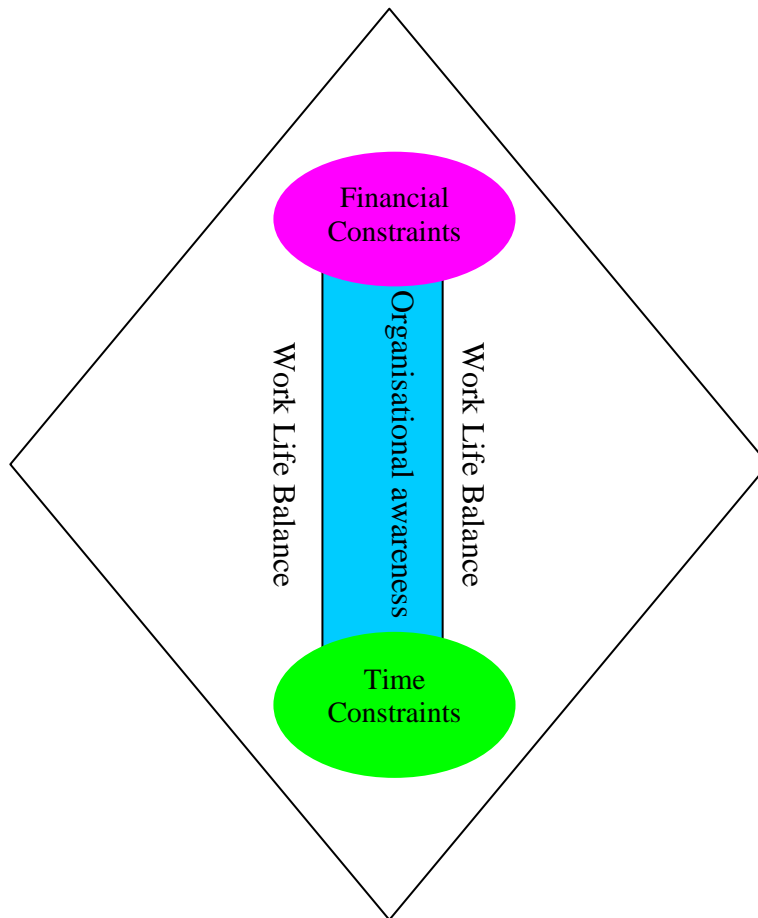 Financial
Constraints
Work Life Balance
Organisational awareness
Work Life Balance
Time
Constraints